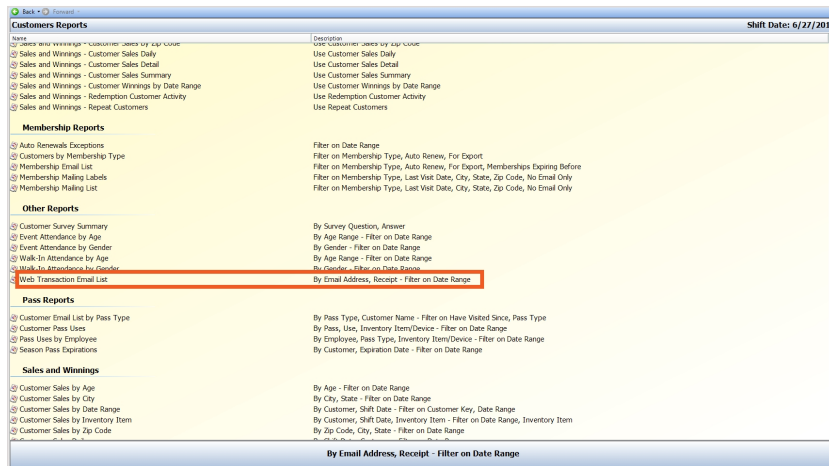 Back Forward
Customers Reports Shift Date: 6/27/201
Name Description
Sales and Winnings - Customer Sales by Zip Code Use Customer Sales by Zip Code
Sales and Winnings - Customer Sales Daily Use Customer Sales Daily
Sales and Winnings - Customer Sales Detail Use Customer Sales Detail
Sales and Winnings - Customer Sales Summary Use Customer Sales Summary
Sales and Winnings - Customer Winnings by Date Range Use Customer Winnings by Date Range
Sales and Winnings - Redemption Customer Activity Use Redemption Customer Activity
Sales and Winnings - Repeat Customers Use Repeat Customers
Membership Reports
Auto Renewals Exceptions Filter on Date Range
Customers by Membership Type Filter on Membership Type, Auto Renew, For Export
Membership Email List Filter on Membership Type, Auto Renew, For Export, Memberships Expiring Before
Membership Mailing Labels Filter on Membership Type, Last Visit Date, City, State, Zip Code, No Email Only
Membership Mailing List Filter on Membership Type, Last Visit Date, City, State, Zip Code, No Email Only
Other Reports
Customer Survey Summary By Survey Question, Answer
Event Attendance by Age By Age Range - Filter on Date Range
Event Attendance by Gender By Gender - Filter on Date Range
Walk-In Attendance by Age By Age Range - Filter on Date Range
Walk-In Attendance by Gender By Gender - Filter on Date Range
Web Transaction Email List By Email Address, Receipt - Filter on Date Range
Pass Reports
Customer Email List by Pass Type By Pass Type, Customer Name - Filter on Have Visited Since, Pass Type
Customer Pass Uses By Pass, Use, Inventory Item/Device - Filter on Date Range
Pass Uses by Employee By Employee, Pass Type, Inventory Item/Device - Filter on Date Range
Season Pass Expirations By Customer, Expiration Date - Filter on Date Range
Sales and Winnings
Customer Sales by Age By Age - Filter on Date Range
Customer Sales by City By City, State - Filter on Date Range
Customer Sales by Date Range By Customer, Shift Date - Filter on Customer Key, Date Range
Customer Sales by Inventory Item By Customer, Shift Date, Inventory Item - Filter on Date Range, Inventory Item
Customer Sales by Zip Code By Zip Code, City, State - Filter on Date Range
By Email Address, Receipt - Filter on Date Range